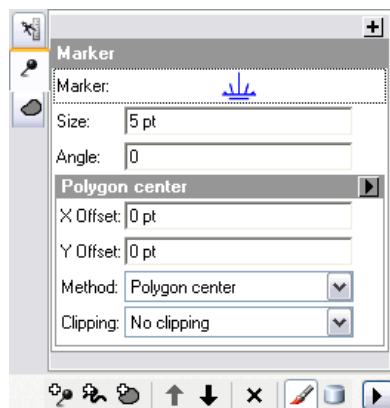 Marker
Marker:
Size: 5 pt
Angle: 0
Polygon center
X Offset: 0 pt
Y Offset: 0 pt
Method: Polygon center
Clipping: No clipping